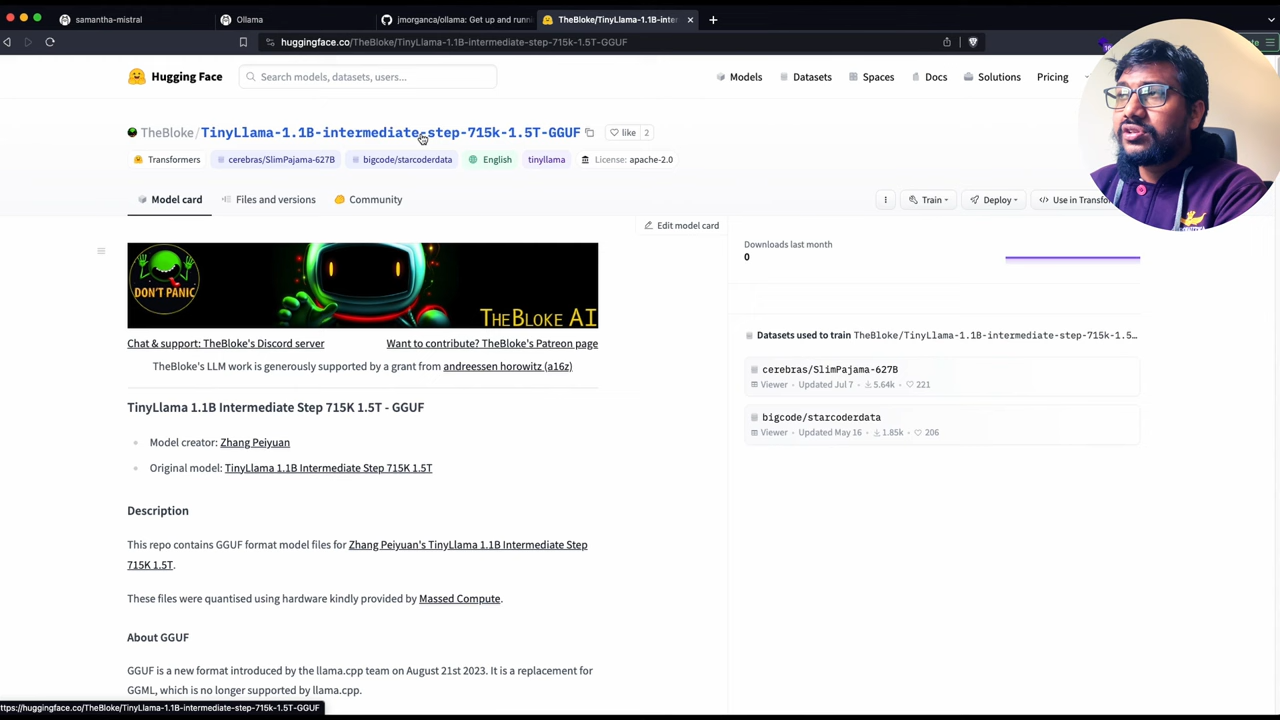 samantha-mistral
Ollama
jmorganca/ollama: Get up and runn
TheBloke/TinyLlama-1.1B-inter
huggingface.co/TheBloke/TinyLlama-1.1B-intermediate-step-715k-1.5T-GGUF
Hugging Face
Search models, datasets, users...
Models
Datasets
Spaces
Docs
Solutions
Pricing
TheBloke/TinyLlama-1.1B-intermediate-step-715k-1.5T-GGUF
like 2
Transformers
cerebras/SlimPajama-627B
bigcode/starcoderdata
English
tinyllama
License: apache-2.0
Model card
Files and versions
Community
Train
Deploy
</> Use in Transfor
Edit model card
DON'T PANIC
THEBLOKE AI
Chat & support: TheBloke's Discord server
Want to contribute? TheBloke's Patreon page
TheBloke's LLM work is generously supported by a grant from andreessen horowitz (a16z)
TinyLlama 1.1B Intermediate Step 715K 1.5T - GGUF
• Model creator: Zhang Peiyuan
• Original model: TinyLlama 1.1B Intermediate Step 715K 1.5T
Description
This repo contains GGUF format model files for Zhang Peiyuan's TinyLlama 1.1B Intermediate Step
715K 1.5T.
These files were quantised using hardware kindly provided by Massed Compute.
About GGUF
GGUF is a new format introduced by the llama.cpp team on August 21st 2023. It is a replacement for
GGML, which is no longer supported by llama.cpp.
Downloads last month
0
Datasets used to train TheBloke/TinyLlama-1.1B-intermediate-step-715k-1.5…
cerebras/SlimPajama-627B
Viewer • Updated Jul 7 • 5.64k • 221
bigcode/starcoderdata
Viewer • Updated May 16 • 1.85k • 206
ttps://huggingface.co/TheBloke/TinyLlama-1.1B-intermediate-step-715k-1.5T-GGUF